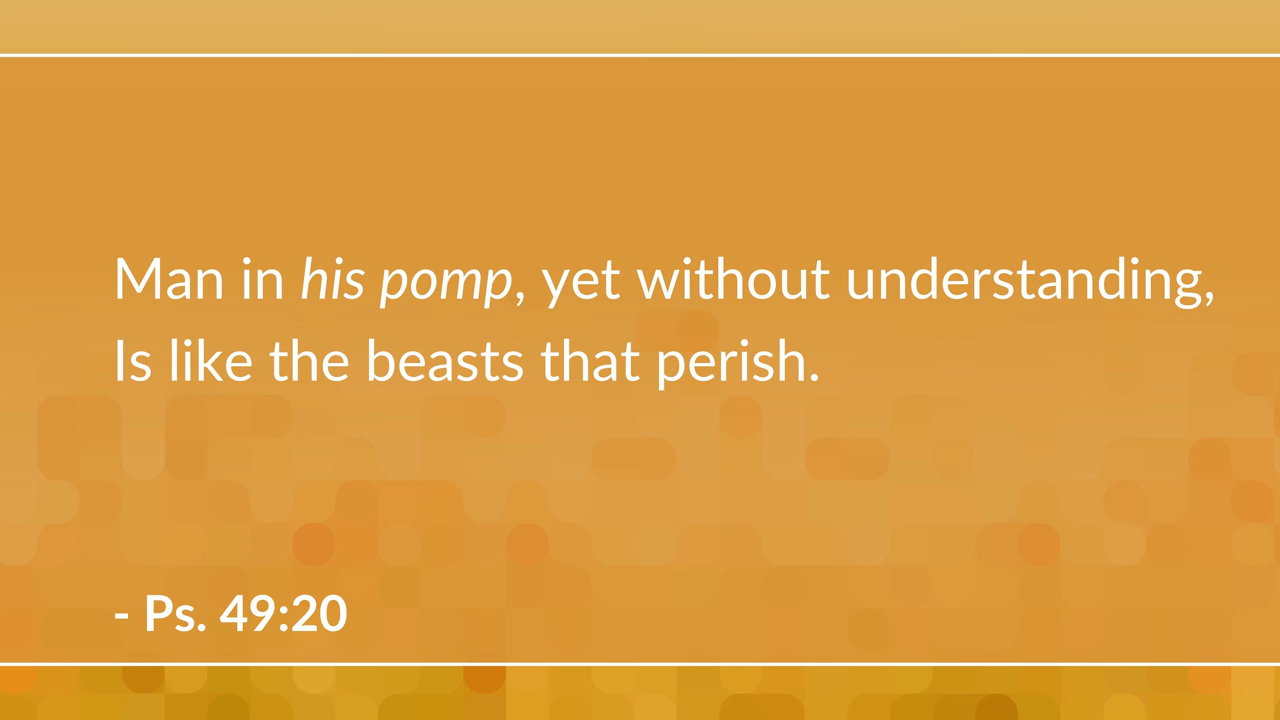 Man in his pomp, yet without understanding,
Is like the beasts that perish.
- Ps. 49:20